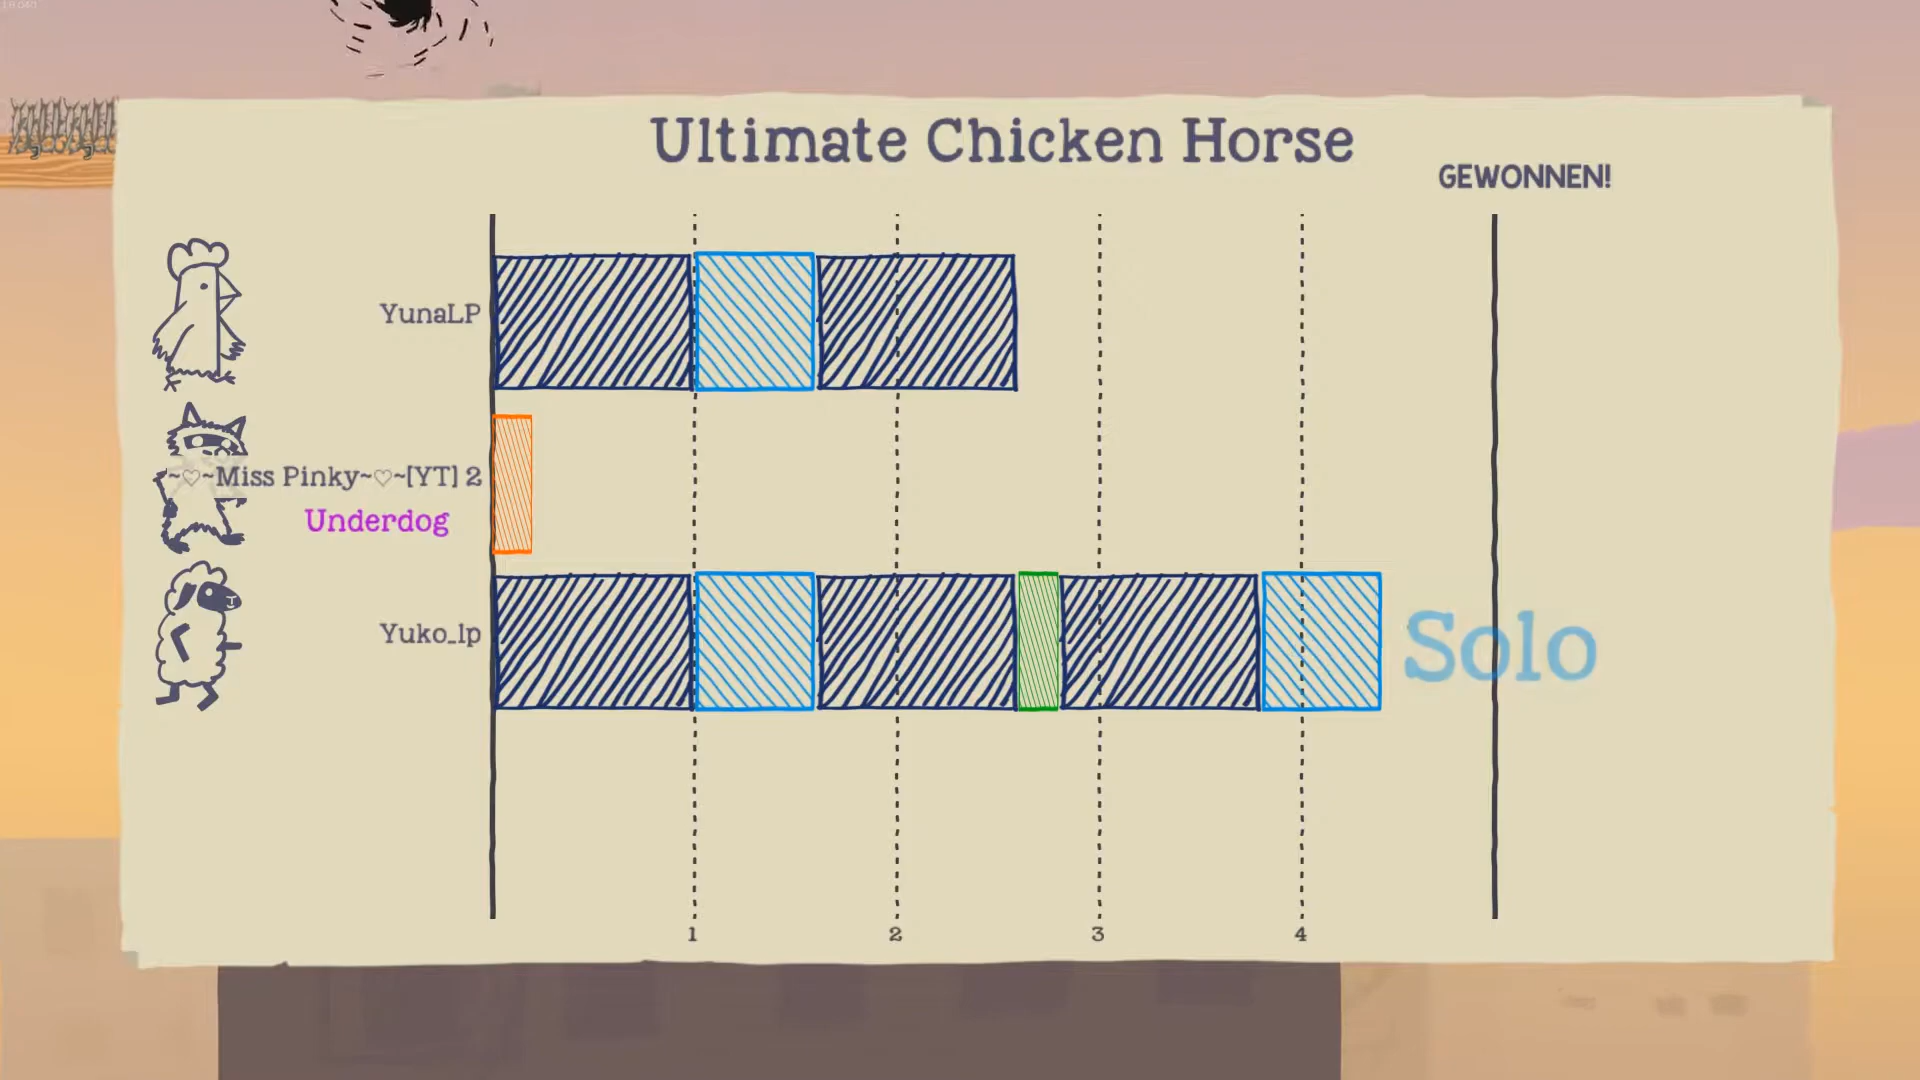 Ultimate Chicken Horse
GEWONNEN!
YunaLP
~♡~Miss Pinky~♡~[YT] 2
Underdog
Yuko_lp
Solo
1 2 3 4